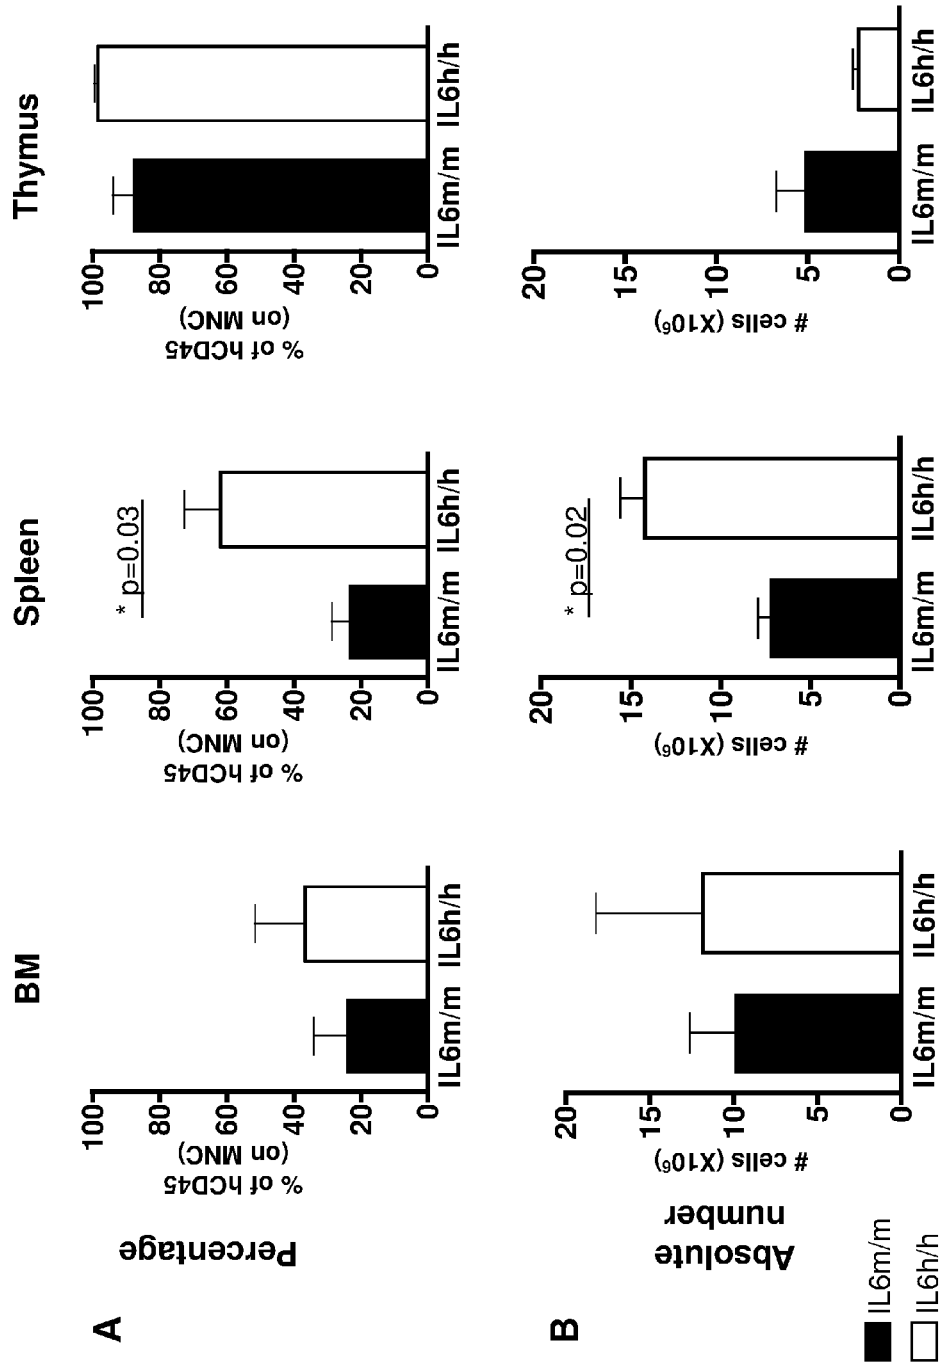 BM
Spleen
Thymus
A
Percentage
% of hCD45
(on MNC)
100
80
60
40
20
0
IL6m/m
IL6h/h
% of hCD45
(on MNC)
100
80
60
40
20
0
* p=0.03
IL6m/m
IL6h/h
% of hCD45
(on MNC)
100
80
60
40
20
0
IL6m/m
IL6h/h
B
Absolute
number
# cells (X10⁶)
20
15
10
5
0
IL6m/m
IL6h/h
# cells (X10⁶)
20
15
10
5
0
* p=0.02
IL6m/m
IL6h/h
# cells (X10⁶)
20
15
10
5
0
IL6m/m
IL6h/h
IL6m/m
IL6h/h